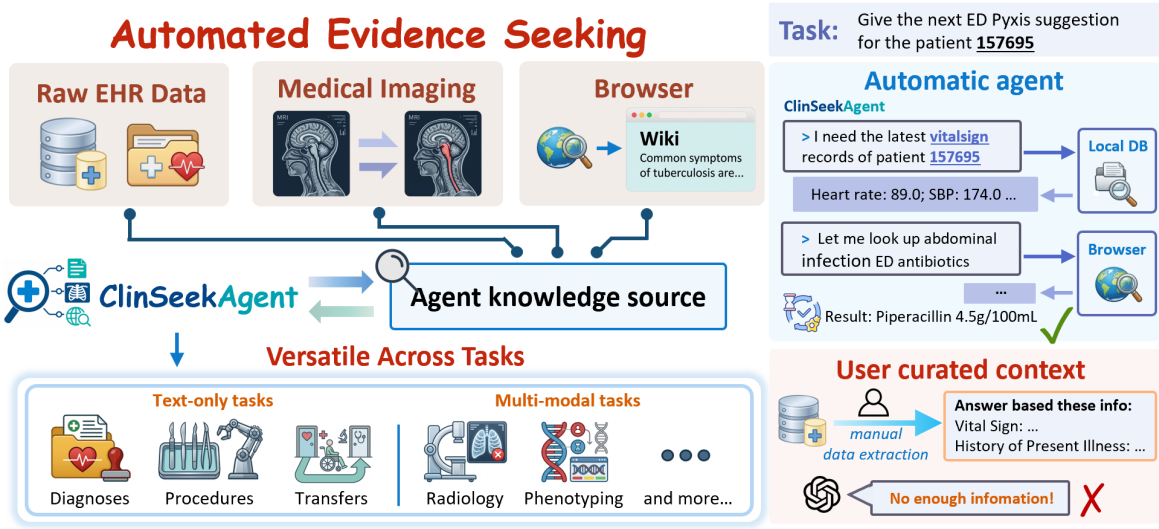 Automated Evidence Seeking
Raw EHR Data
Medical Imaging
MRI
MRI
Browser
Wiki
Common symptoms
of tuberculosis are...
ClinSeekAgent
Agent knowledge source
Versatile Across Tasks
Text-only tasks
Diagnoses
Procedures
Transfers
Multi-modal tasks
Radiology
Phenotyping
and more...
Task:
Give the next ED Pyxis suggestion
for the patient 157695
Automatic agent
ClinSeekAgent
> I need the latest vitalsign
records of patient 157695
Local DB
Heart rate: 89.0; SBP: 174.0 ...
> Let me look up abdominal
infection ED antibiotics
Browser
...
Result: Piperacillin 4.5g/100mL
User curated context
manual
data extraction
Answer based these info:
Vital Sign: ...
History of Present Illness: ...
No enough infomation!